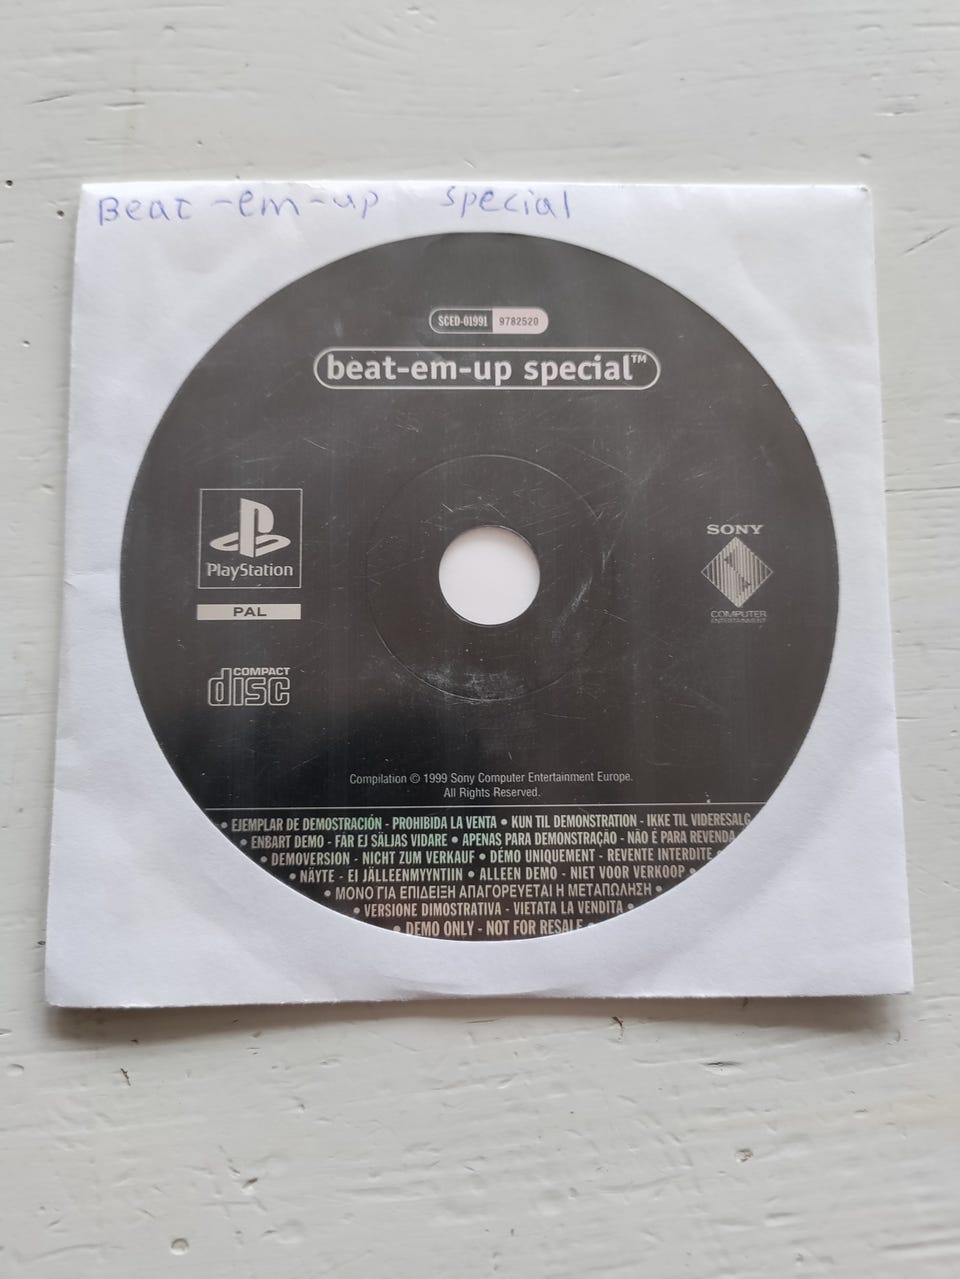 Beat-em-up special
SCED-01991 9782520
beat-em-up special™
PlayStation
PAL
COMPACT
disc
SONY
COMPUTER
ENTERTAINMENT
Compilation © 1999 Sony Computer Entertainment Europe.
All Rights Reserved.
• EJEMPLAR DE DEMOSTRACIÓN - PROHIBIDA LA VENTA • KUN TIL DEMONSTRATION - IKKE TIL VIDERESALG
• ENBART DEMO - FÅR EJ SÄLJAS VIDARE • APENAS PARA DEMONSTRAÇÃO - NÃO É PARA REVENDA
• DEMOVERSION - NICHT ZUM VERKAUF • DÉMO UNIQUEMENT - REVENTE INTERDITE •
• NÄYTE - EI JÄLLEENMYYNTIIN • ALLEEN DEMO - NIET VOOR VERKOOP •
• ΜΟΝΟ ΓΙΑ ΕΠΙΔΕΙΞΗ ΑΠΑΓΟΡΕΥΕΤΑΙ Η ΜΕΤΑΠΩΛΗΣΗ •
• VERSIONE DIMOSTRATIVA - VIETATA LA VENDITA •
• DEMO ONLY - NOT FOR RESALE •